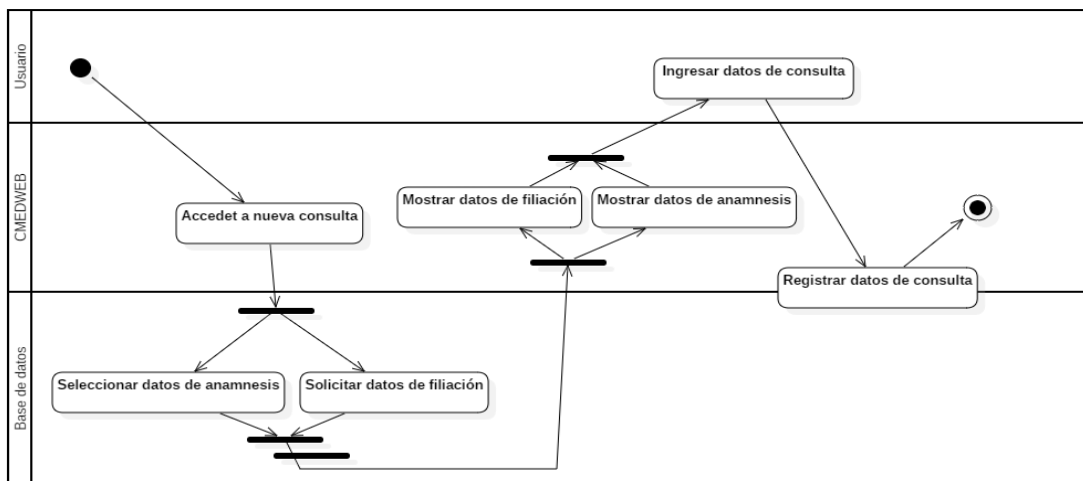 Usuario
Ingresar datos de consulta
CMEDWEB
Mostrar datos de filiación
Mostrar datos de anamnesis
Accedet a nueva consulta
Registrar datos de consulta
Base de datos
Seleccionar datos de anamnesis
Solicitar datos de filiación